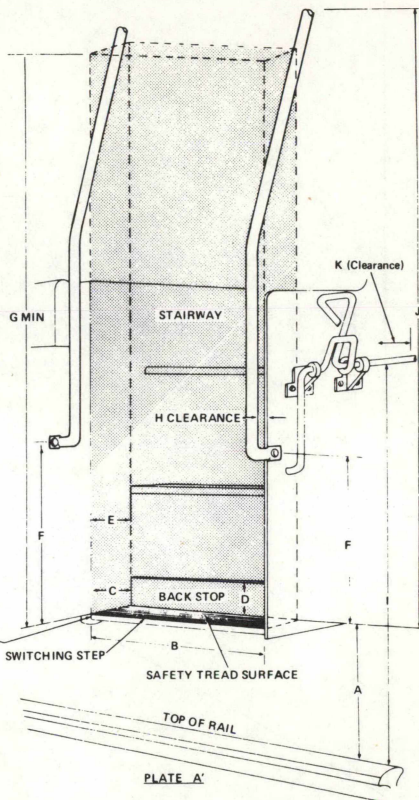 K (Clearance)
G MIN
STAIRWAY
H CLEARANCE
E
F
F
C
BACK STOP
D
I
B
SWITCHING STEP
SAFETY TREAD SURFACE
A
TOP OF RAIL
PLATE A'